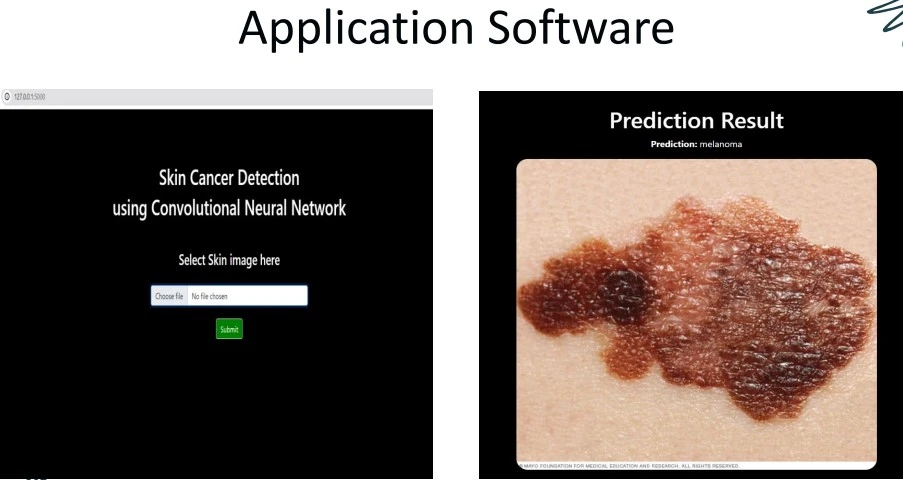 Application Software
127.0.0.1:5000
Skin Cancer Detection
using Convolutional Neural Network
Select Skin image here
Choose file No file chosen
Submit
Prediction Result
Prediction: melanoma
© MAYO FOUNDATION FOR MEDICAL EDUCATION AND RESEARCH. ALL RIGHTS RESERVED.